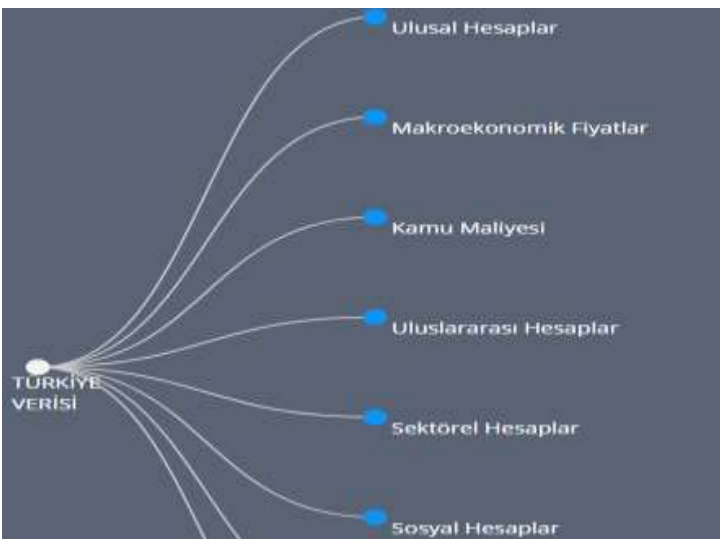 Ulusal Hesaplar
Makroekonomik Fiyatlar
Kamu Maliyesi
Uluslararası Hesaplar
TÜRKİYE
VERİSİ
Sektörel Hesaplar
Sosyal Hesaplar